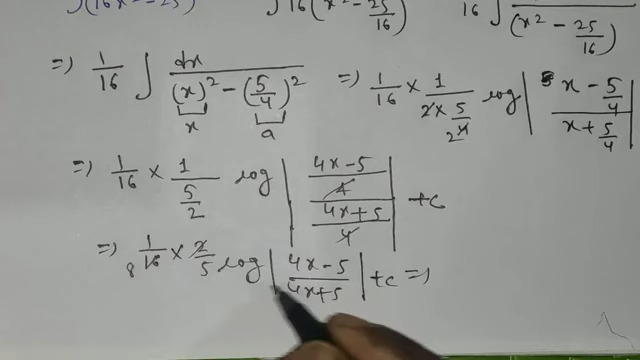 ∫(16x²-25) ∫16(x² - 25/16) 16 ∫(x² - 25/16)
=) 1/16 ∫ dx/((x)² - (5/4)²) =) 1/16 × 1/(2 × 5/4) log |(x - 5/4)/(x + 5/4)|
x a 2
=) 1/16 × 1/(5/2) log |((4x-5)/4)/((4x+5)/4)| +c
=) 1/16 × 2/5 log |(4x-5)/(4x+5)| +c =)
8